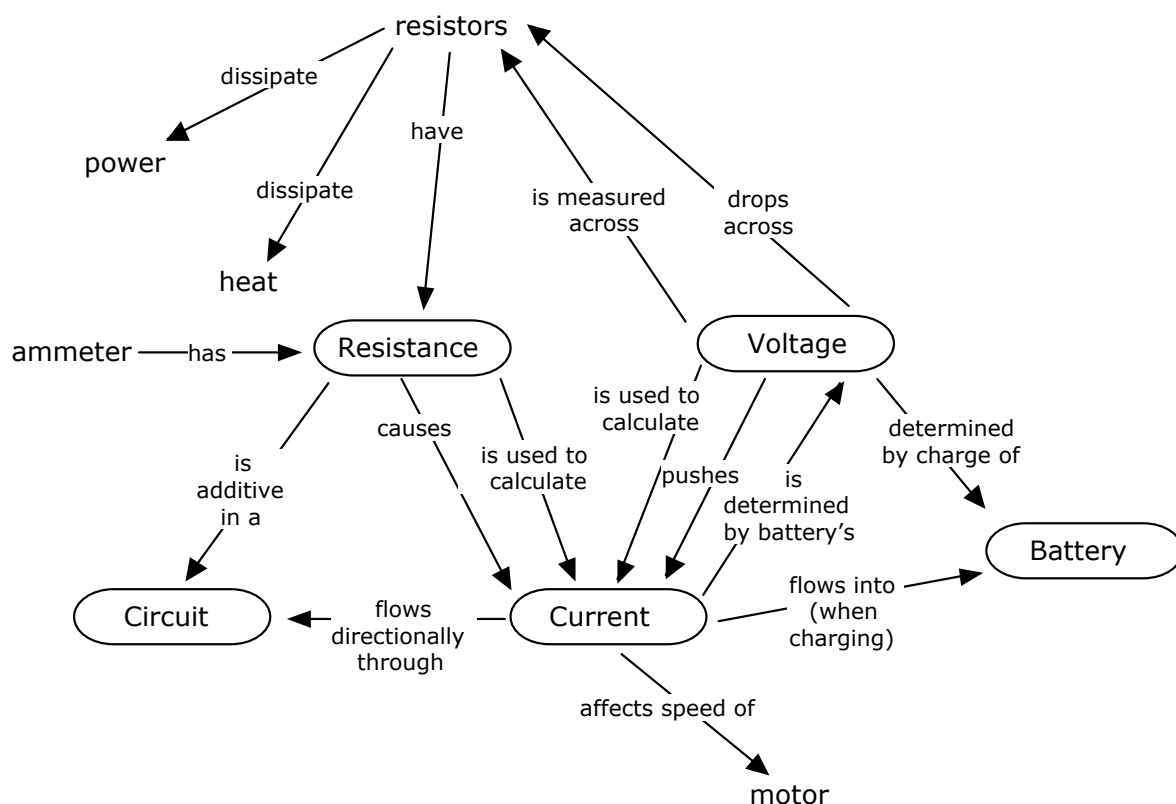 resistors
dissipate
power
have
dissipate
is measured
across
drops
across
heat
ammeter
has
Resistance
Voltage
causes
is used to
calculate
is used to
calculate
determined
by charge of
is
additive
in a
pushes
is
determined
by battery’s
Battery
Circuit
flows
directionally
through
Current
flows into
(when
charging)
affects speed of
motor